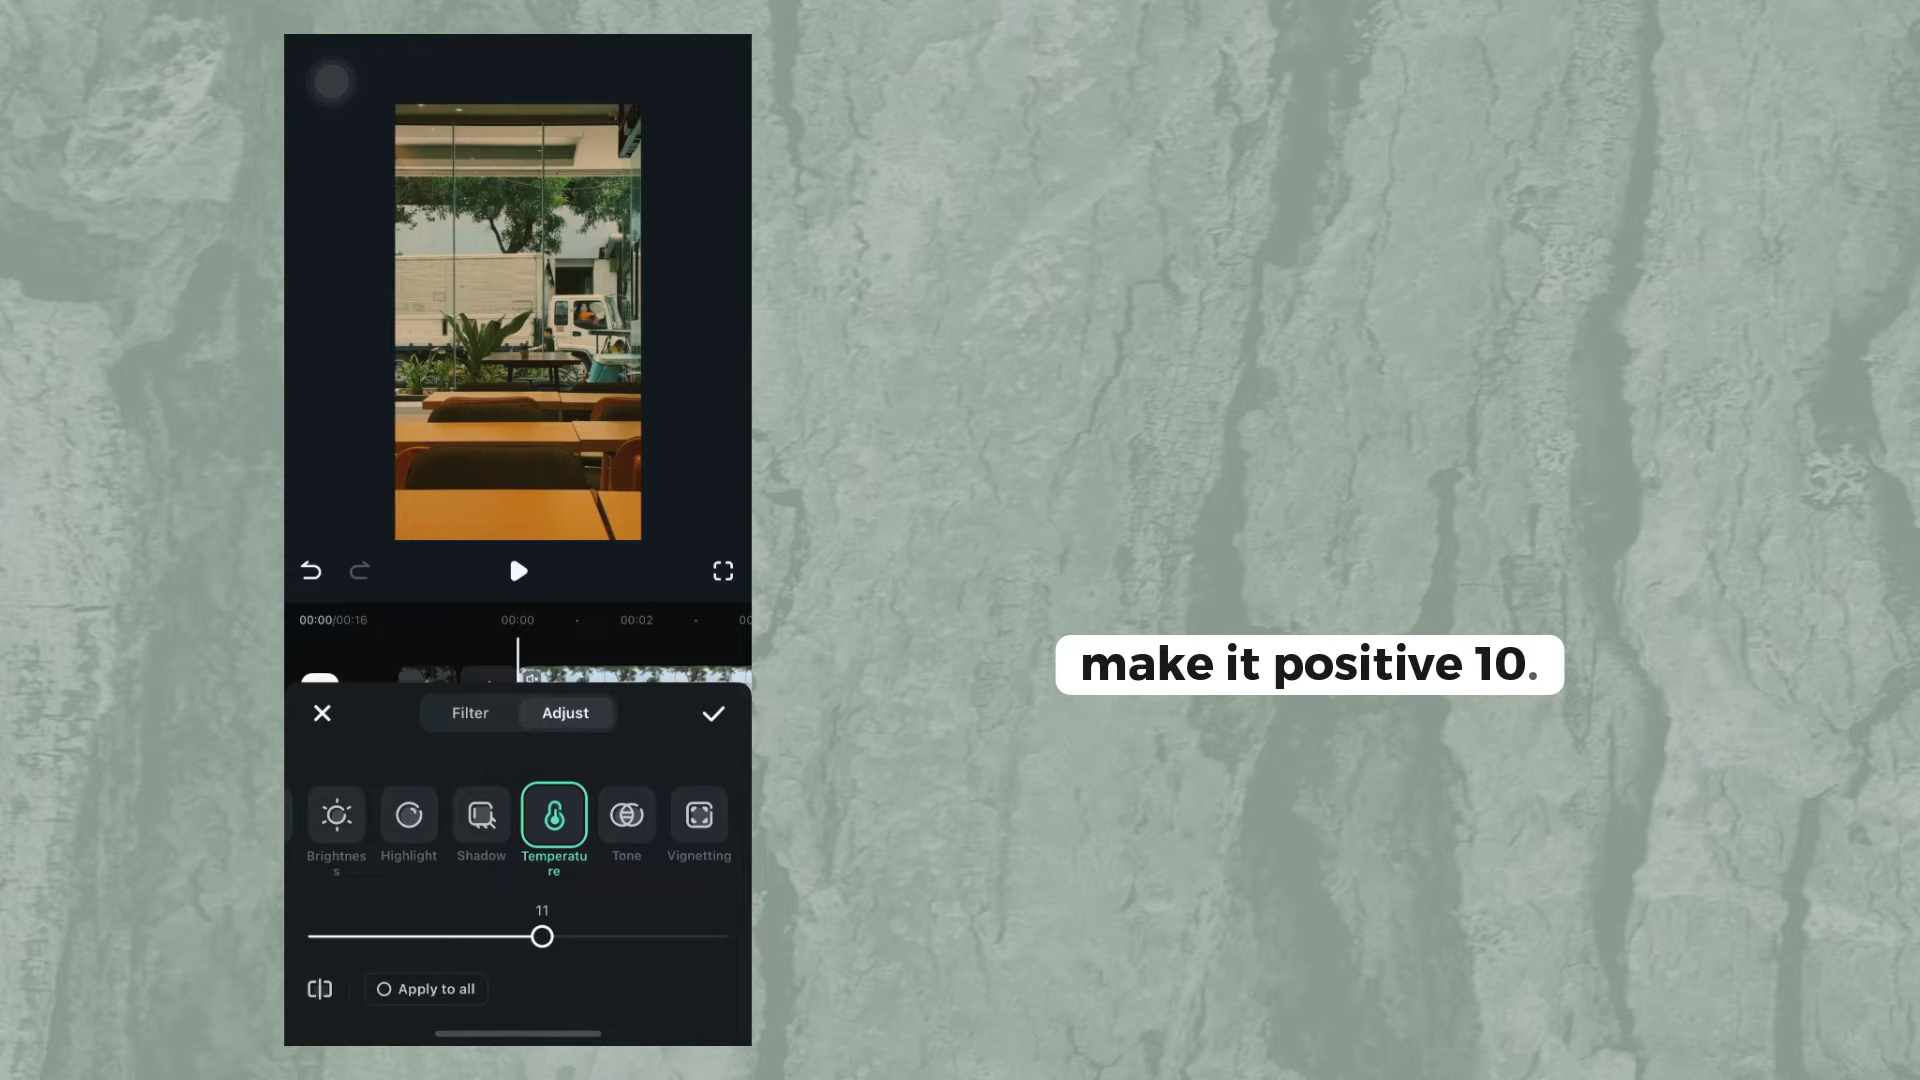 00:00/00:16
00:00
00:02
00
Filter
Adjust
Brightnes
s
Highlight
Shadow
Temperatu
re
Tone
Vignetting
11
Apply to all
make it positive 10.